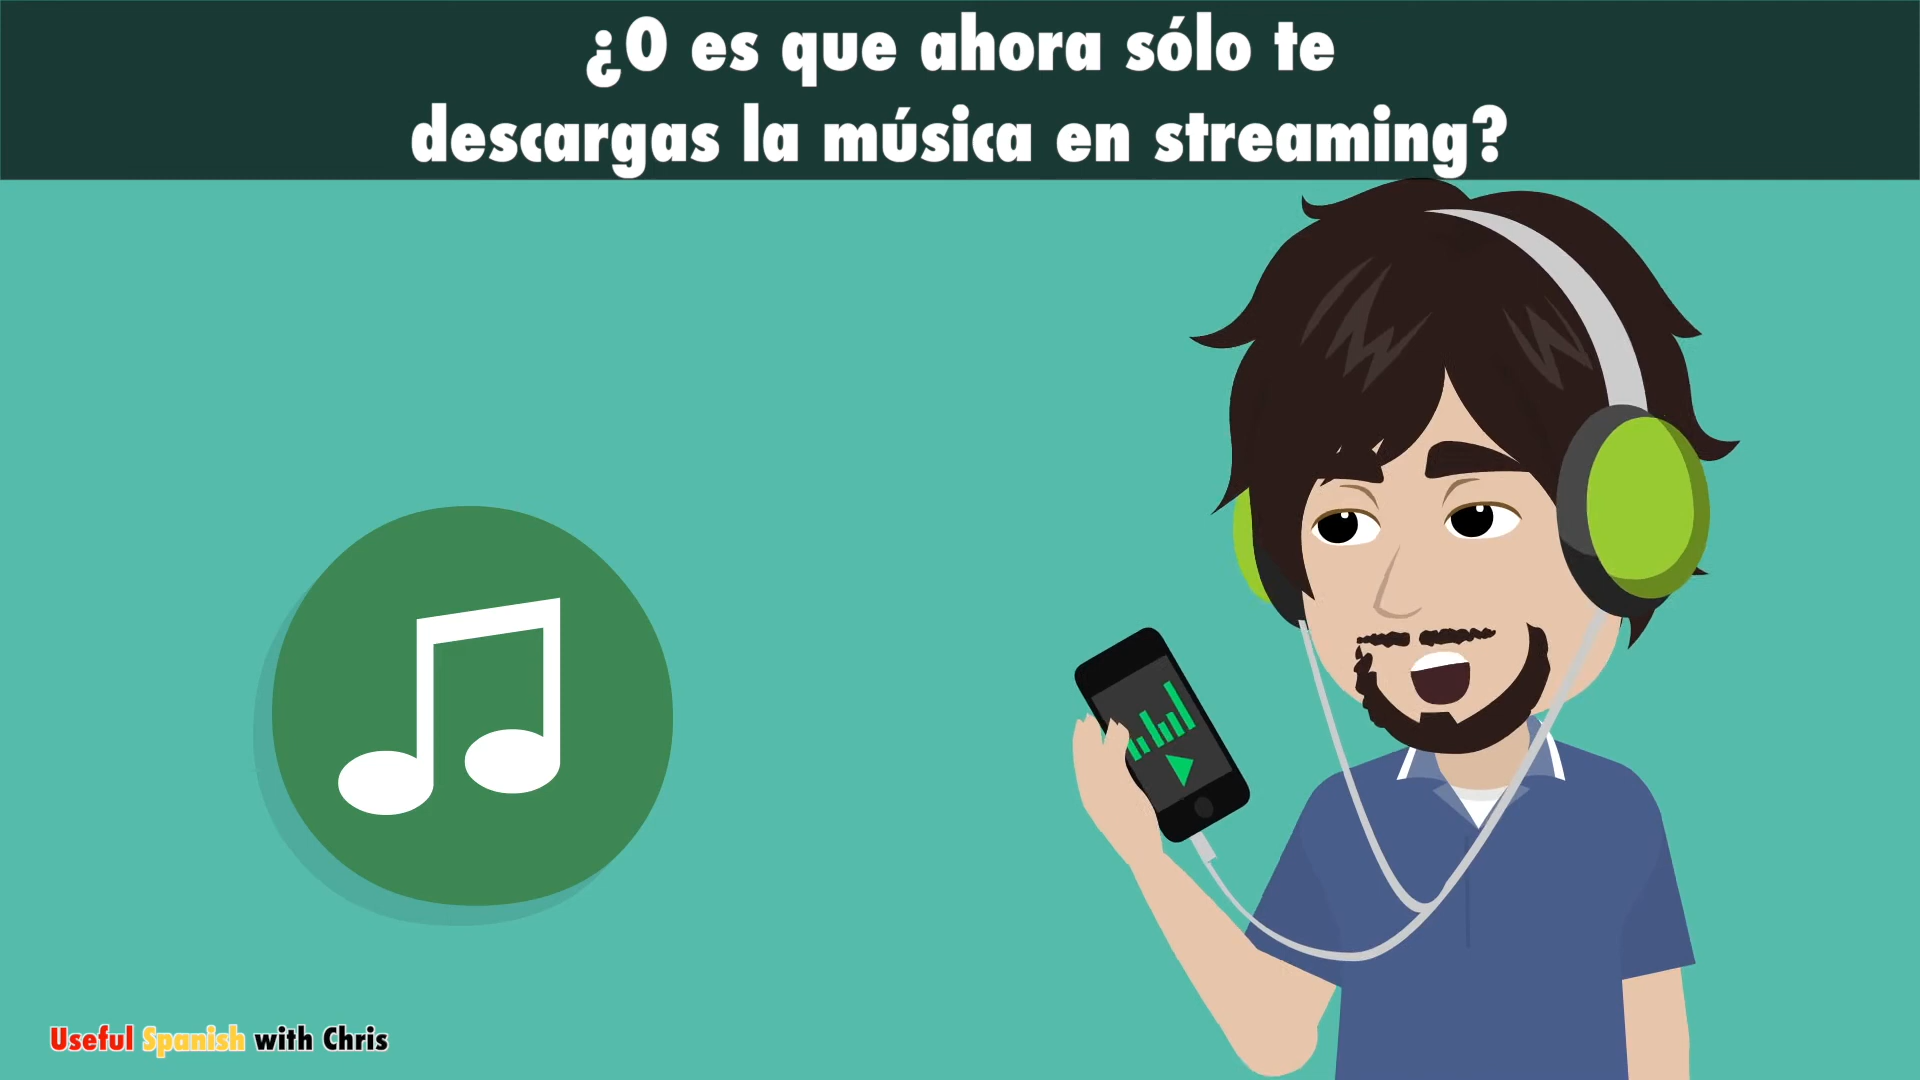 ¿O es que ahora sólo te
descargas la música en streaming?
Useful Spanish with Chris